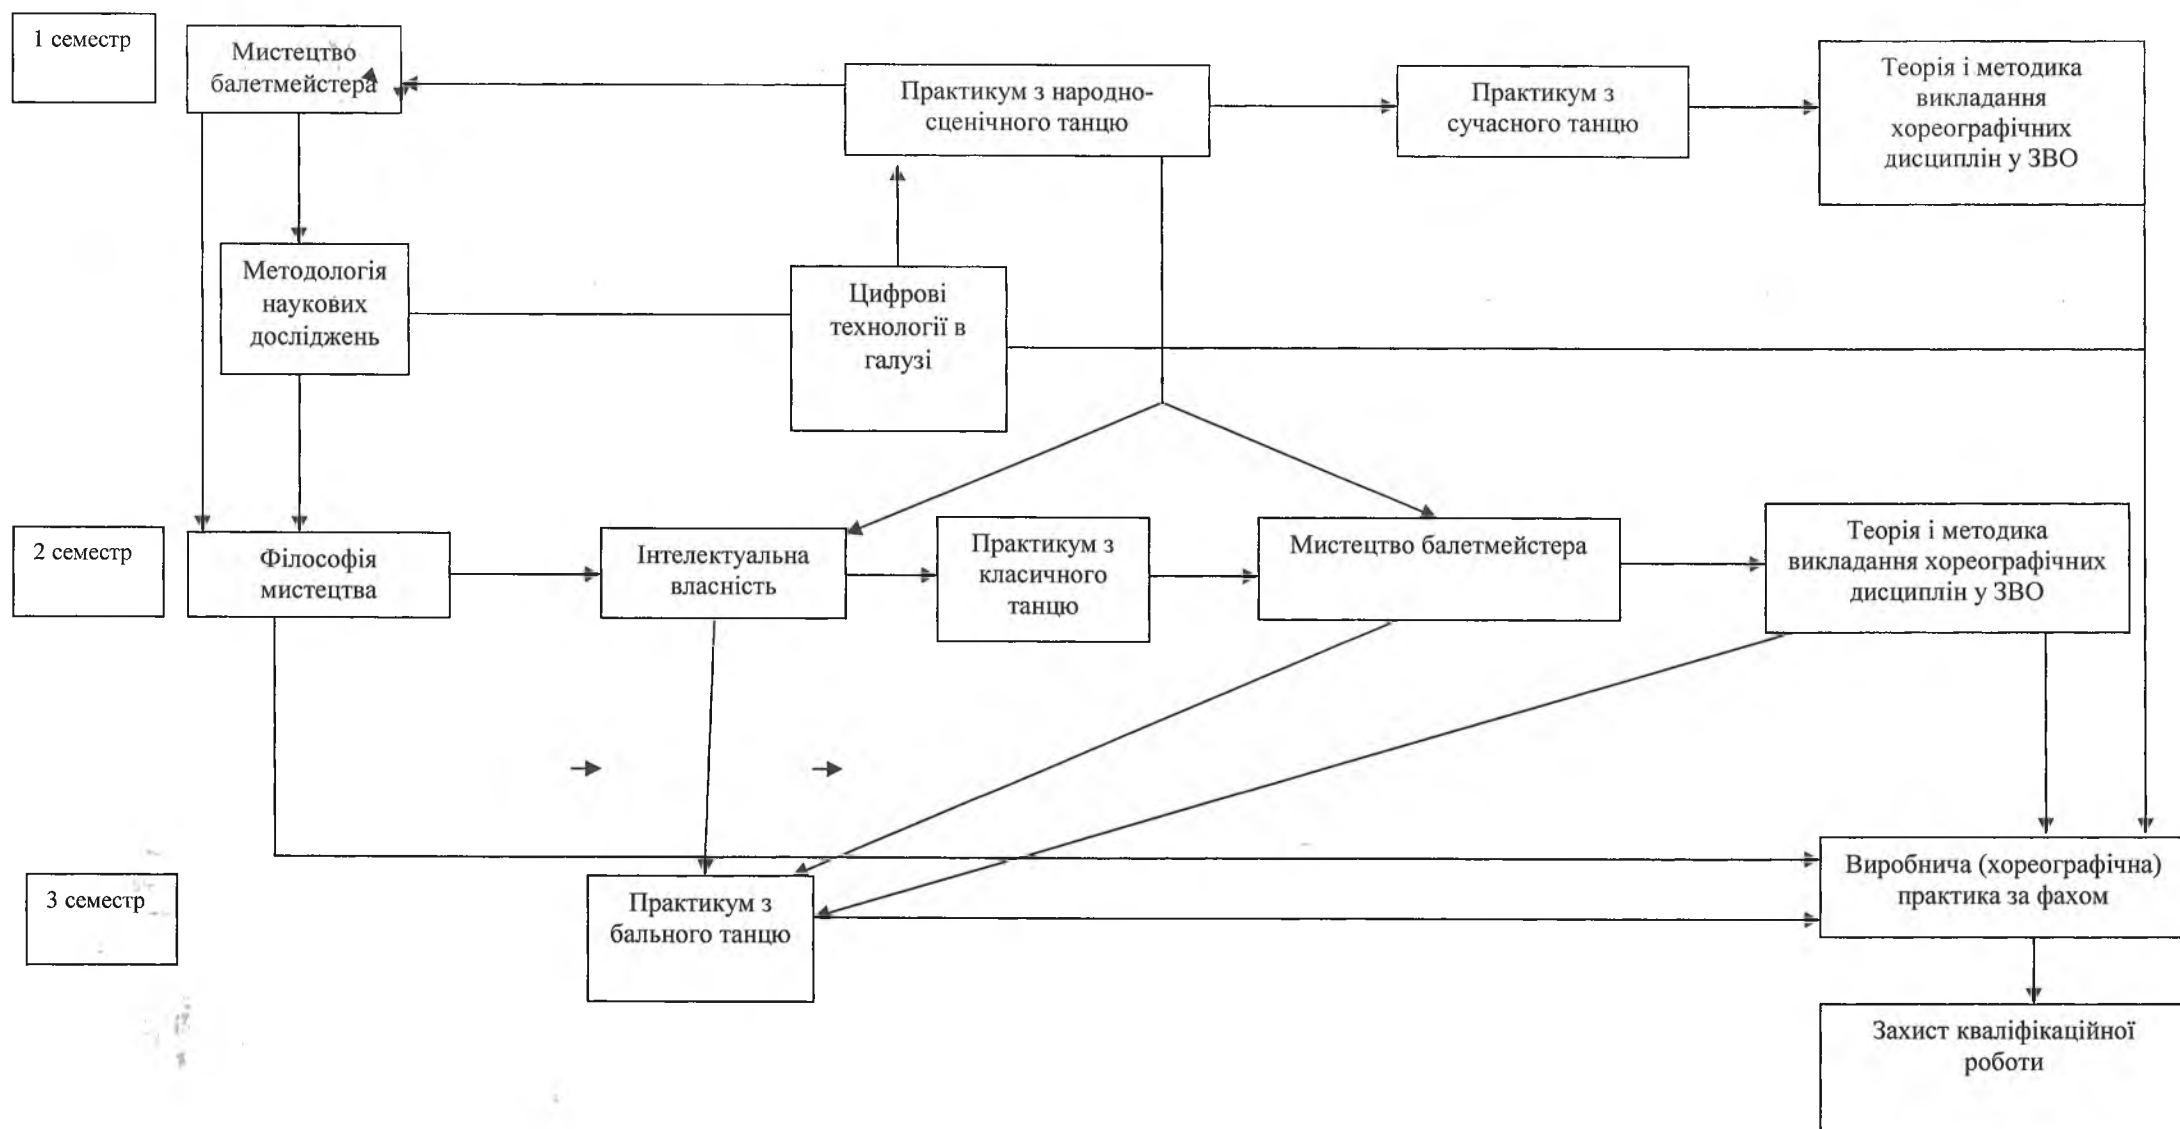 1 семестр
Мистецтво
балетмейстера
Практикум з народно-
сценічного танцю
Практикум з
сучасного танцю
Теорія і методика
викладання
хореографічних
дисциплін у ЗВО
Методологія
наукових
досліджень
Цифрові
технології в
галузі
2 семестр
Філософія
мистецтва
Інтелектуальна
власність
Практикум з
класичного
танцю
Мистецтво балетмейстера
Теорія і методика
викладання хореографічних
дисциплін у ЗВО
3 семестр
Практикум з
бального танцю
Виробнича (хореографічна)
практика за фахом
Захист кваліфікаційної
роботи